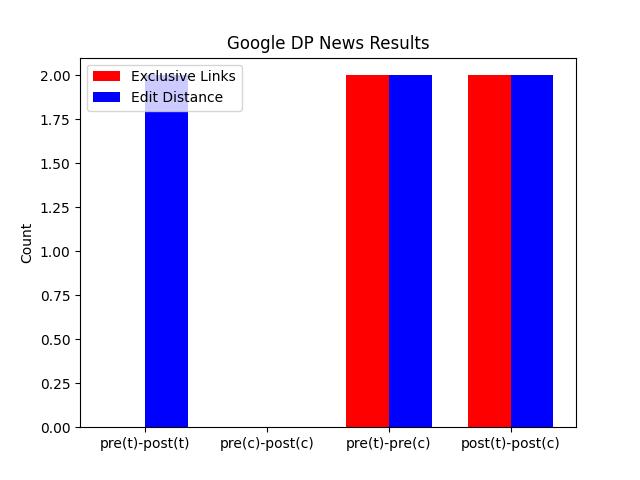 Google DP News Results
Exclusive Links
Edit Distance
Count
2.00
1.75
1.50
1.25
1.00
0.75
0.50
0.25
0.00
pre(t)-post(t) pre(c)-post(c) pre(t)-pre(c) post(t)-post(c)